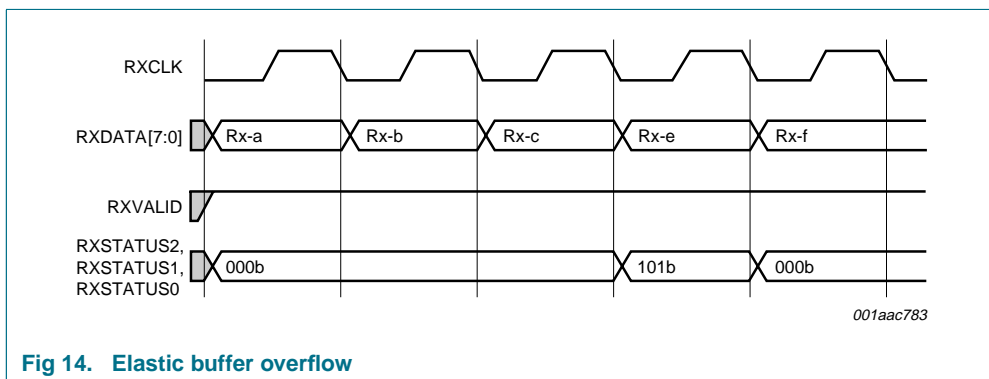 RXCLK
RXDATA[7:0] Rx-a Rx-b Rx-c Rx-e Rx-f
RXVALID
RXSTATUS2,
RXSTATUS1, 000b 101b 000b
RXSTATUS0
001aac783
Fig 14. Elastic buffer overflow